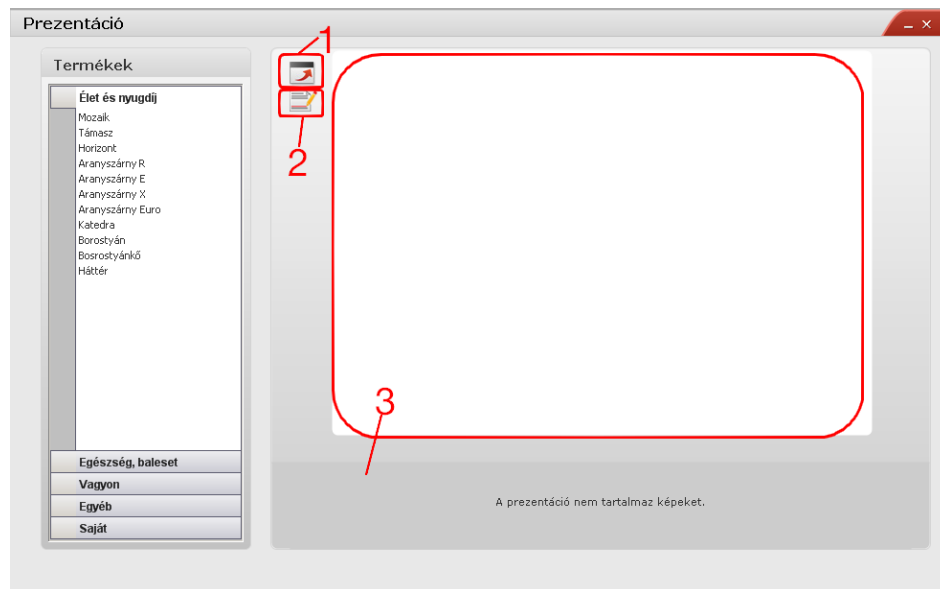 Prezentáció
Termékek
Élet és nyugdíj
Mozaik
Támasz
Horizont
Aranyszárny R
Aranyszárny E
Aranyszárny X
Aranyszárny Euro
Katedra
Borostyán
Bosrostyánkő
Háttér
Egészség, baleset
Vagyon
Egyéb
Saját
1
2
3
A prezentáció nem tartalmaz képeket.